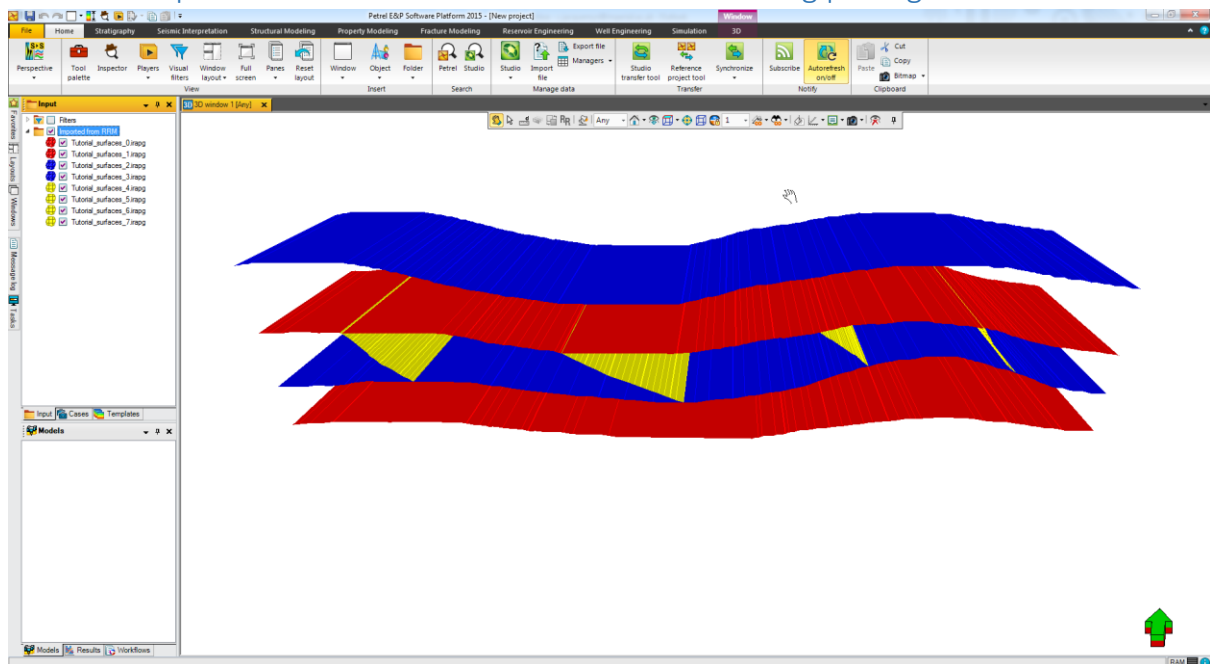 Petrel E&P Software Platform 2015 - [New project]
Window
File Home Stratigraphy Seismic Interpretation Structural Modeling Property Modeling Fracture Modeling Reservoir Engineering Well Engineering Simulation 3D
Perspective
Tool palette
Inspector
Players
Visual filters
Window layout
Full screen
Panes
Reset layout
Window
Object
Folder
Petrel
Studio
Studio
Import file
Export file
Managers
Studio transfer tool
Reference project tool
Synchronize
Subscribe
Autorefresh on/off
Paste
Cut
Copy
Bitmap
View Insert Search Manage data Transfer Notify Clipboard
Favorites
Layouts
Windows
Message log
Tasks
Input
3D 3D window 1 [Any]
Any
1
Filters
Imported from RRM
Tutorial_surfaces_0.irapg
Tutorial_surfaces_1.irapg
Tutorial_surfaces_2.irapg
Tutorial_surfaces_3.irapg
Tutorial_surfaces_4.irapg
Tutorial_surfaces_5.irapg
Tutorial_surfaces_6.irapg
Tutorial_surfaces_7.irapg
Input Cases Templates
Models
Models Results Workflows
RAM